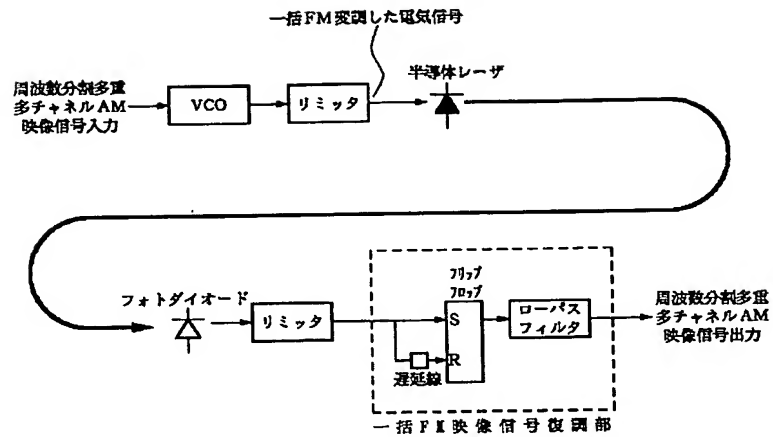 一括FM変調した電気信号
周波数分割多重
多チャネルAM
映像信号入力
VCO
リミッタ
半導体レーザ
フォトダイオード
リミッタ
フリップ
フロップ
S
R
遅延線
ローパス
フィルタ
周波数分割多重
多チャネルAM
映像信号出力
一括FM映像信号復調部